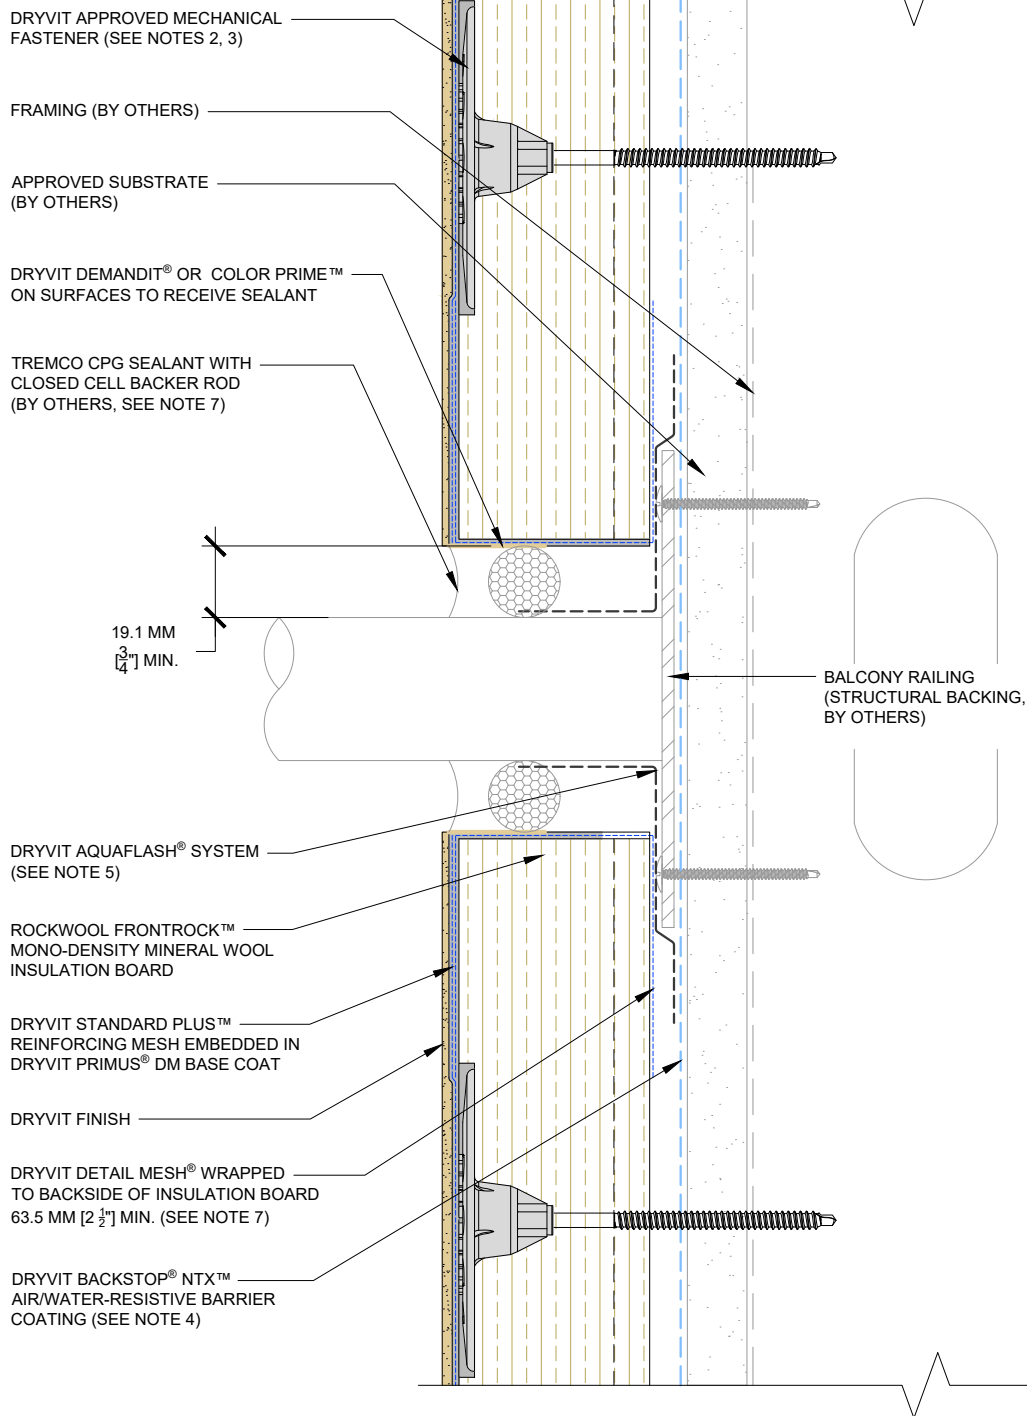 DRYVIT APPROVED MECHANICAL
FASTENER (SEE NOTES 2, 3)
FRAMING (BY OTHERS)
APPROVED SUBSTRATE
(BY OTHERS)
DRYVIT DEMANDIT® OR COLOR PRIME™
ON SURFACES TO RECEIVE SEALANT
TREMCO CPG SEALANT WITH
CLOSED CELL BACKER ROD
(BY OTHERS, SEE NOTE 7)
19.1 MM
[3/4"] MIN.
BALCONY RAILING
(STRUCTURAL BACKING,
BY OTHERS)
DRYVIT AQUAFLASH® SYSTEM
(SEE NOTE 5)
ROCKWOOL FRONTROCK™
MONO-DENSITY MINERAL WOOL
INSULATION BOARD
DRYVIT STANDARD PLUS™
REINFORCING MESH EMBEDDED IN
DRYVIT PRIMUS® DM BASE COAT
DRYVIT FINISH
DRYVIT DETAIL MESH® WRAPPED
TO BACKSIDE OF INSULATION BOARD
63.5 MM [2 1/2"] MIN. (SEE NOTE 7)
DRYVIT BACKSTOP® NTX™
AIR/WATER-RESISTIVE BARRIER
COATING (SEE NOTE 4)